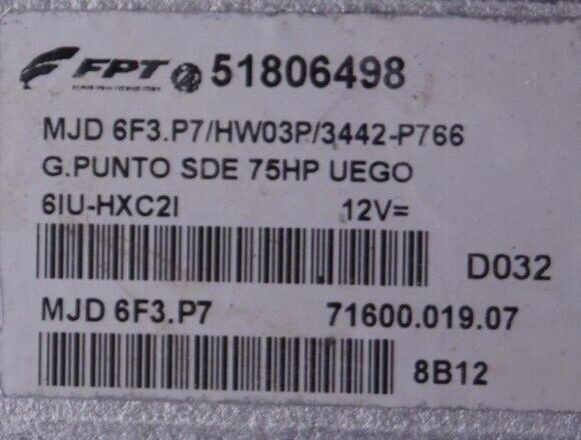 FPT 51806498
MJD 6F3.P7/HW03P/3442-P766
G.PUNTO SDE 75HP UEGO
6IU-HXC2I 12V=
D032
MJD 6F3.P7 71600.019.07
8B12